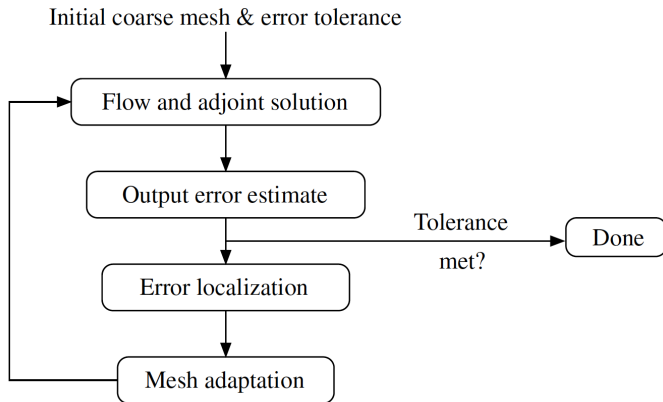 Initial coarse mesh & error tolerance
Flow and adjoint solution
Output error estimate
Tolerance
met?
Done
Error localization
Mesh adaptation